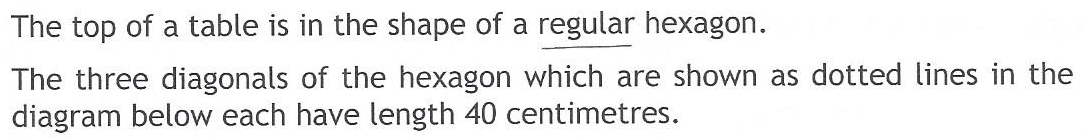 The top of a table is in the shape of a regular hexagon.
The three diagonals of the hexagon which are shown as dotted lines in the
diagram below each have length 40 centimetres.